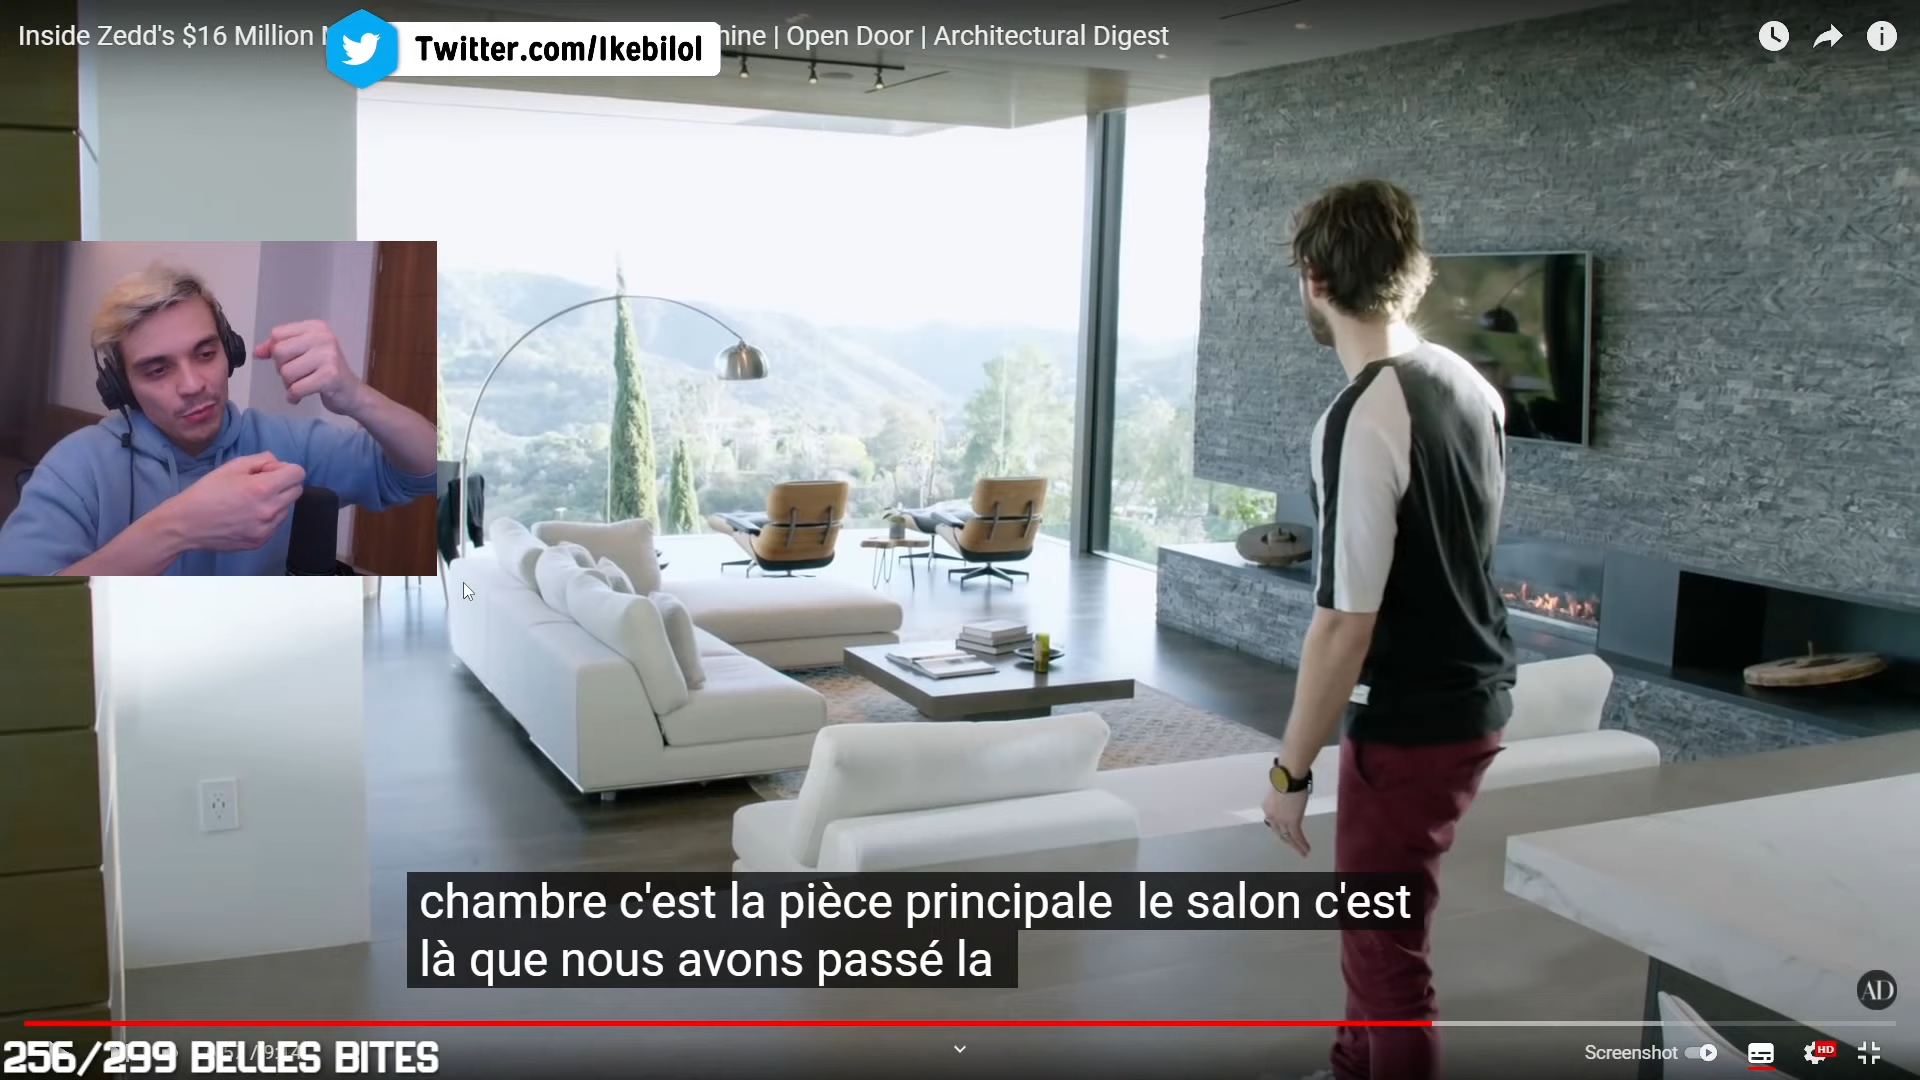 Inside Zedd's $16 Million
Twitter.com/Ikebilol
hine | Open Door | Architectural Digest
chambre c'est la pièce principale  le salon c'est
là que nous avons passé la
AD
256/299 BELLES BITES
Screenshot
HD